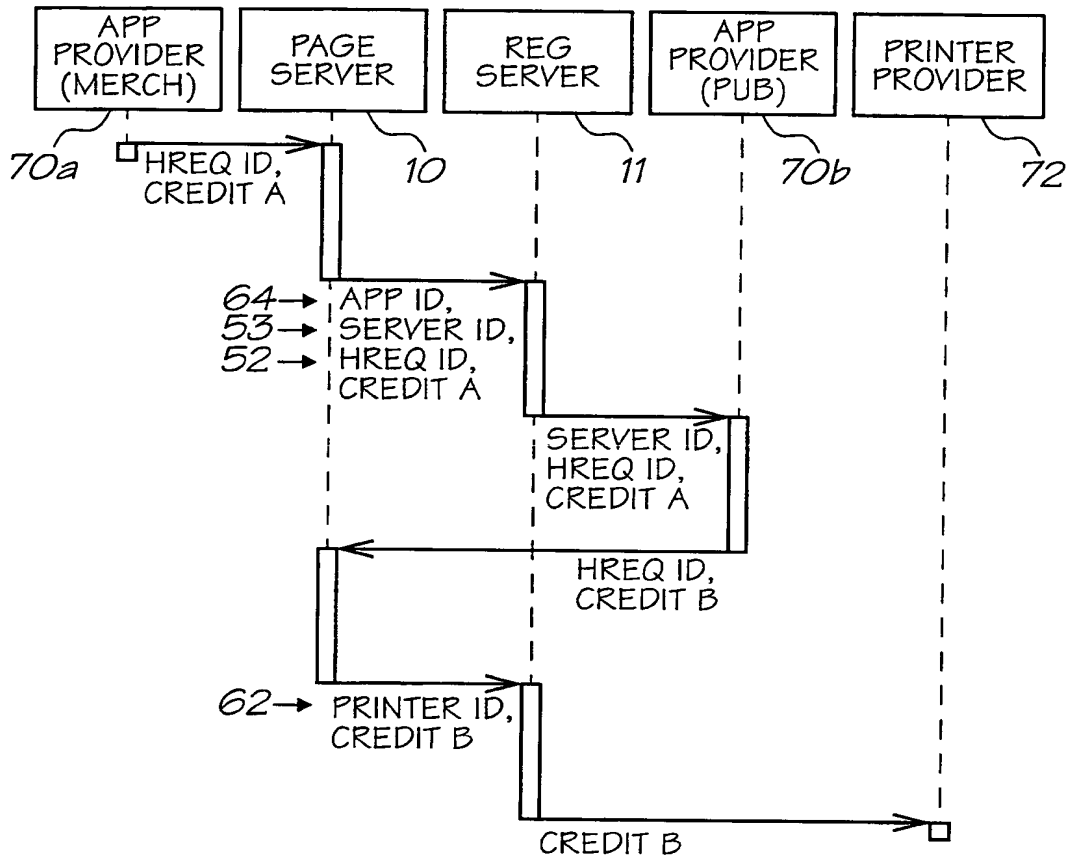 APP
PROVIDER
(MERCH)
PAGE
SERVER
REG
SERVER
APP
PROVIDER
(PUB)
PRINTER
PROVIDER
70a
10
11
70b
72
HREQ ID,
CREDIT A
64
APP ID,
53
SERVER ID,
52
HREQ ID,
CREDIT A
SERVER ID,
HREQ ID,
CREDIT A
HREQ ID,
CREDIT B
62
PRINTER ID,
CREDIT B
CREDIT B